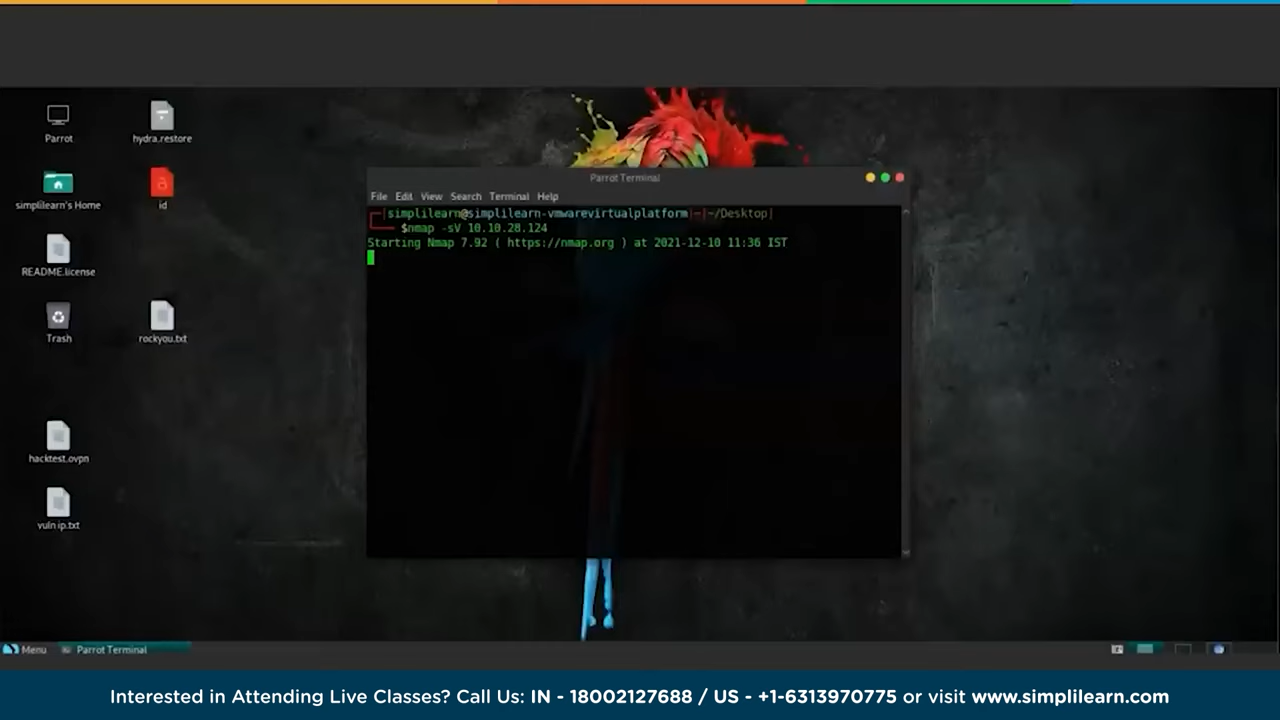 Parrot
hydra.restore
simplilearn's Home
id
README.license
Trash
rockyou.txt
hacktest.ovpn
vuln ip.txt
Parrot Terminal
File Edit View Search Terminal Help
[simplilearn@simplilearn-vmwarevirtualplatform]-[~/Desktop]
$nmap -sV 10.10.28.124
Starting Nmap 7.92 ( https://nmap.org ) at 2021-12-10 11:36 IST
Menu Parrot Terminal
Interested in Attending Live Classes? Call Us: IN - 18002127688 / US - +1-6313970775 or visit www.simplilearn.com